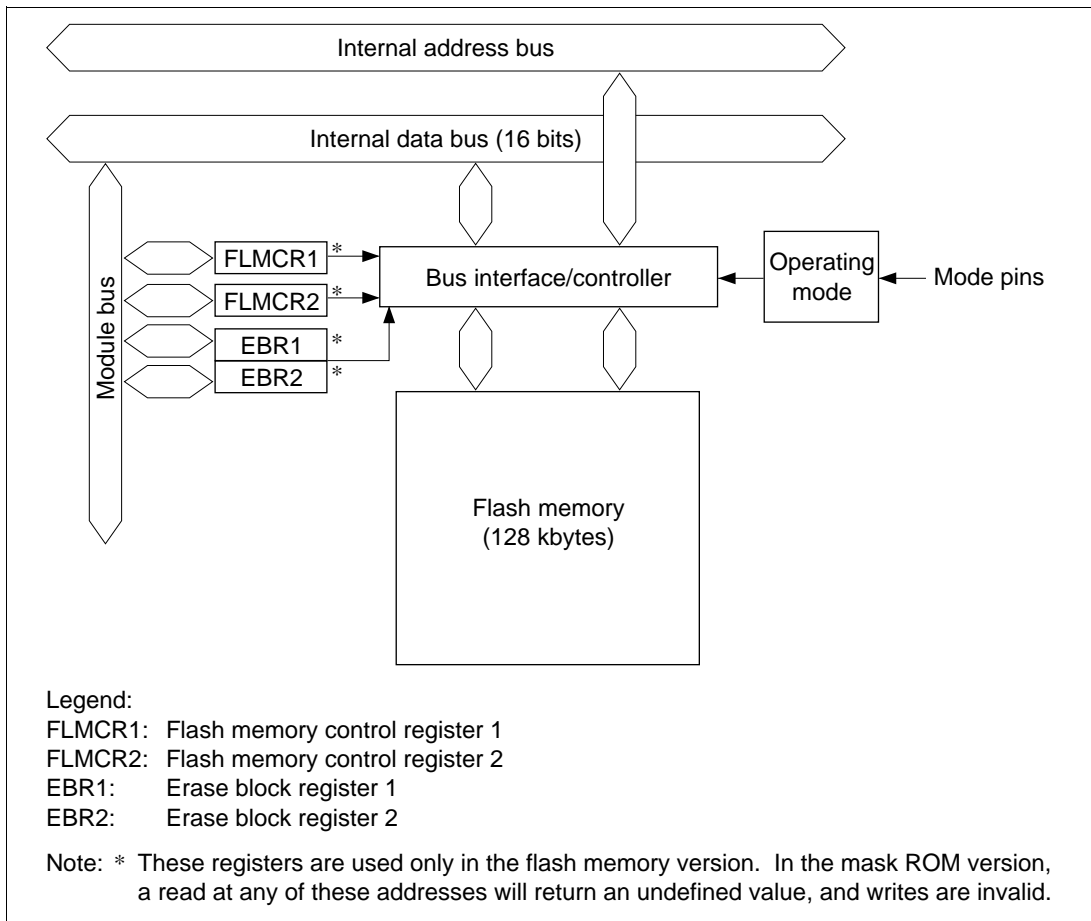 Internal address bus
Internal data bus (16 bits)
Module bus
FLMCR1 *
FLMCR2 *
EBR1 *
EBR2 *
Bus interface/controller
Operating
mode
Mode pins
Flash memory
(128 kbytes)
Legend:
FLMCR1: Flash memory control register 1
FLMCR2: Flash memory control register 2
EBR1: Erase block register 1
EBR2: Erase block register 2
Note: * These registers are used only in the flash memory version. In the mask ROM version,
a read at any of these addresses will return an undefined value, and writes are invalid.